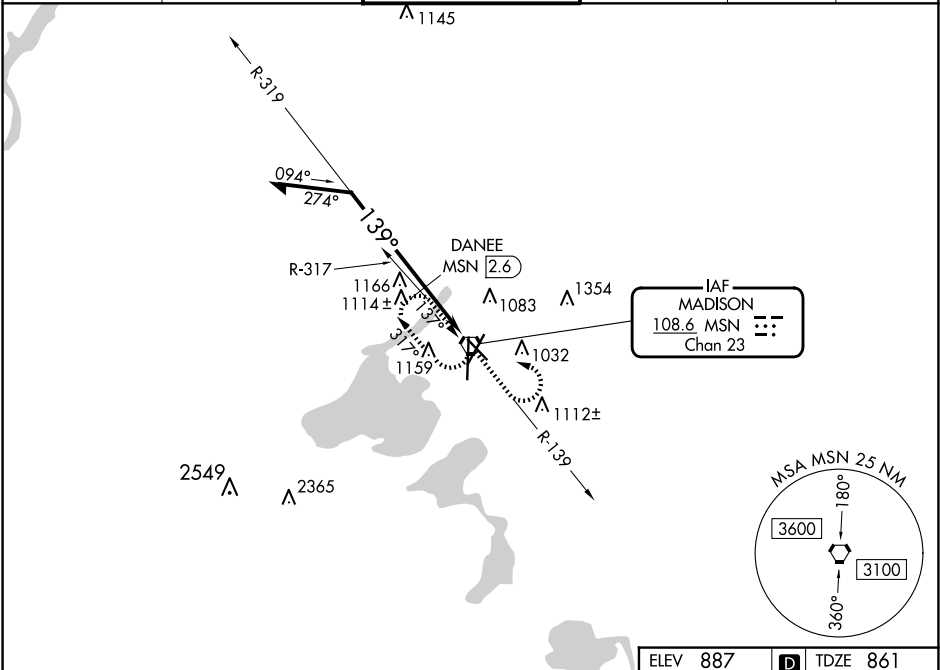 1145
R-319
094°
274°
139°
DANEE
MSN 2.6
R-317
1166
1114±
137°
1083
1354
IAF
MADISON
108.6 MSN
Chan 23
317°
1159
1032
1112±
R-139
2549
2365
MSA MSN 25 NM
180°
3600
3100
360°
ELEV 887 D TDZE 861